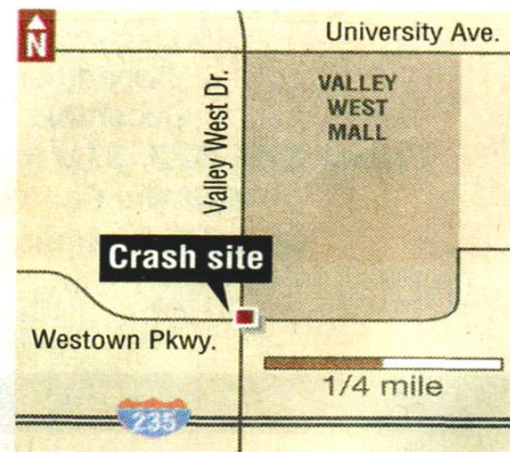 N
University Ave.
VALLEY
WEST
MALL
Valley West Dr.
Crash site
Westown Pkwy.
1/4 mile
235